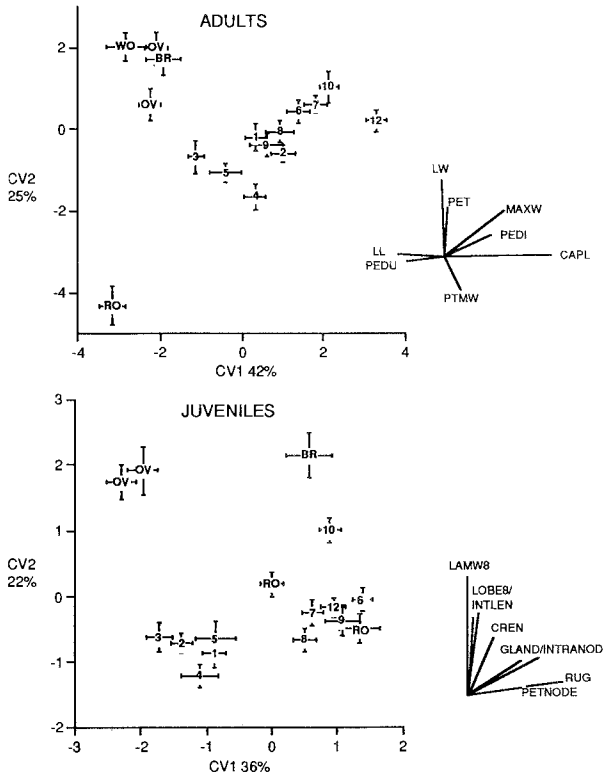 ADULTS
2
0
-2
-4
CV2
25%
WO
OV
BR
OV
10
7
6
12
8
1
9
2
3
5
4
RO
-4
-2
0
2
4
CV1 42%
LW
PET
MAXW
PEDI
LL
PEDU
CAPL
PTMW
JUVENILES
3
2
1
0
-1
-2
CV2
22%
BR
OV
OV
10
RO
6
12
7
9
RO
8
3
2
5
1
4
-3
-2
-1
0
1
2
CV1 36%
LAMW8
LOBE8/
INTLEN
CREN
GLAND/INTRANOD
RUG
PETNODE